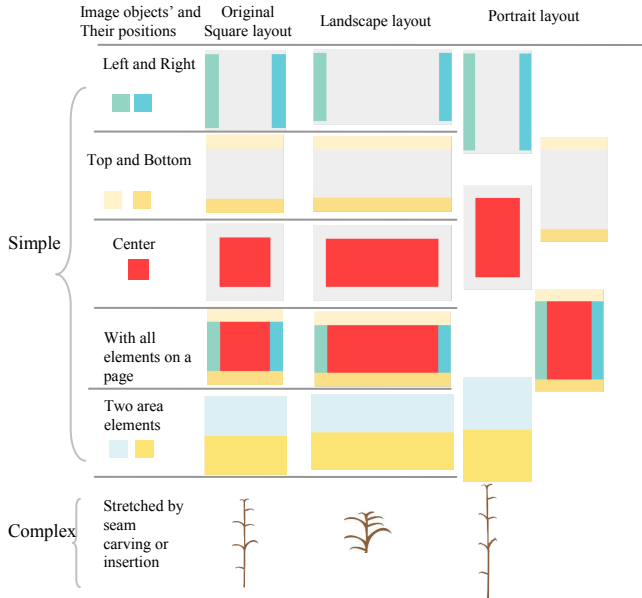 Image objects’ and
Their positions
Original
Square layout
Landscape layout
Portrait layout
Left and Right
Top and Bottom
Simple
Center
With all
elements on a
page
Two area
elements
Complex
Stretched by
seam
carving or
insertion